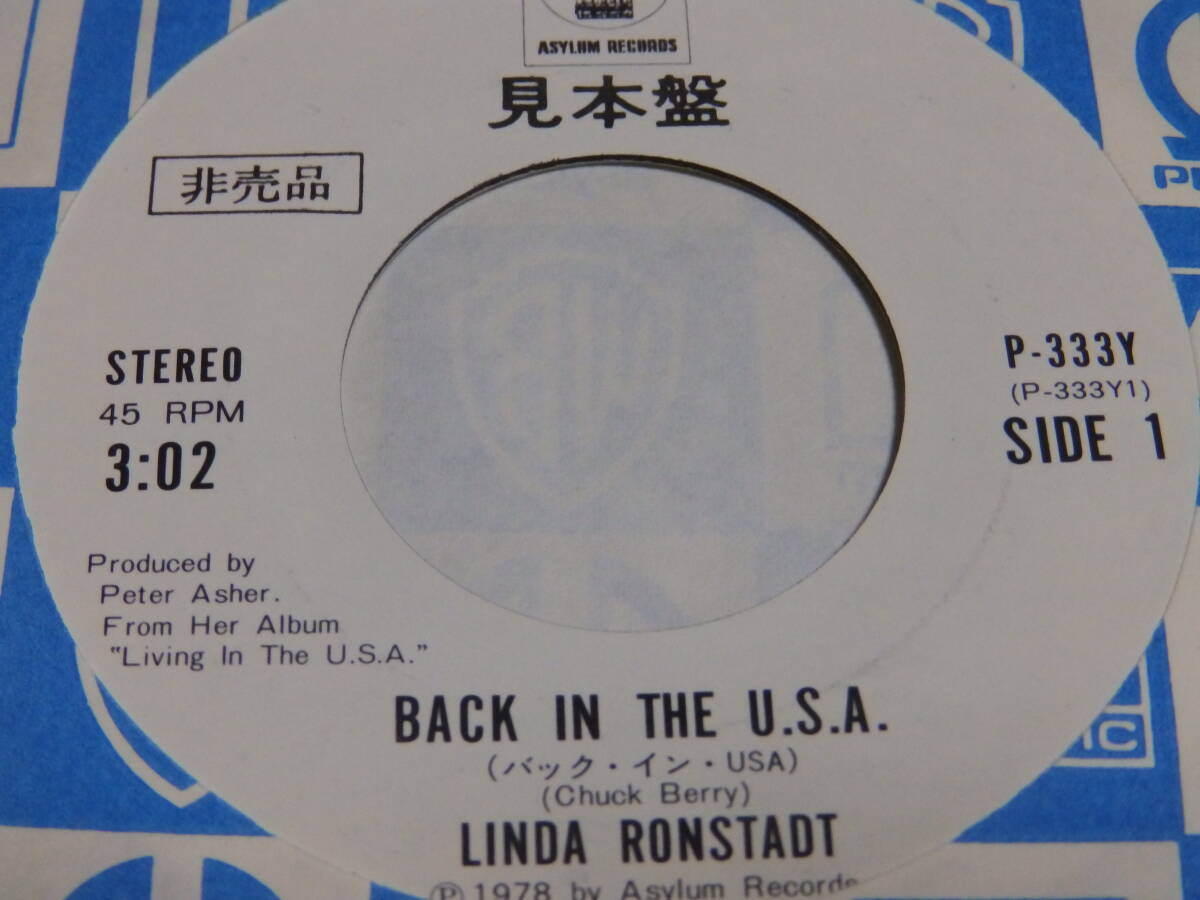 ASYLUM RECORDS
見本盤
非売品
STEREO
45 RPM
3:02
P-333Y
(P-333Y1)
SIDE 1
Produced by
Peter Asher.
From Her Album
"Living In The U.S.A."
BACK IN THE U.S.A.
(バック・イン・USA)
(Chuck Berry)
LINDA RONSTADT
Ⓟ 1978 by Asylum Records